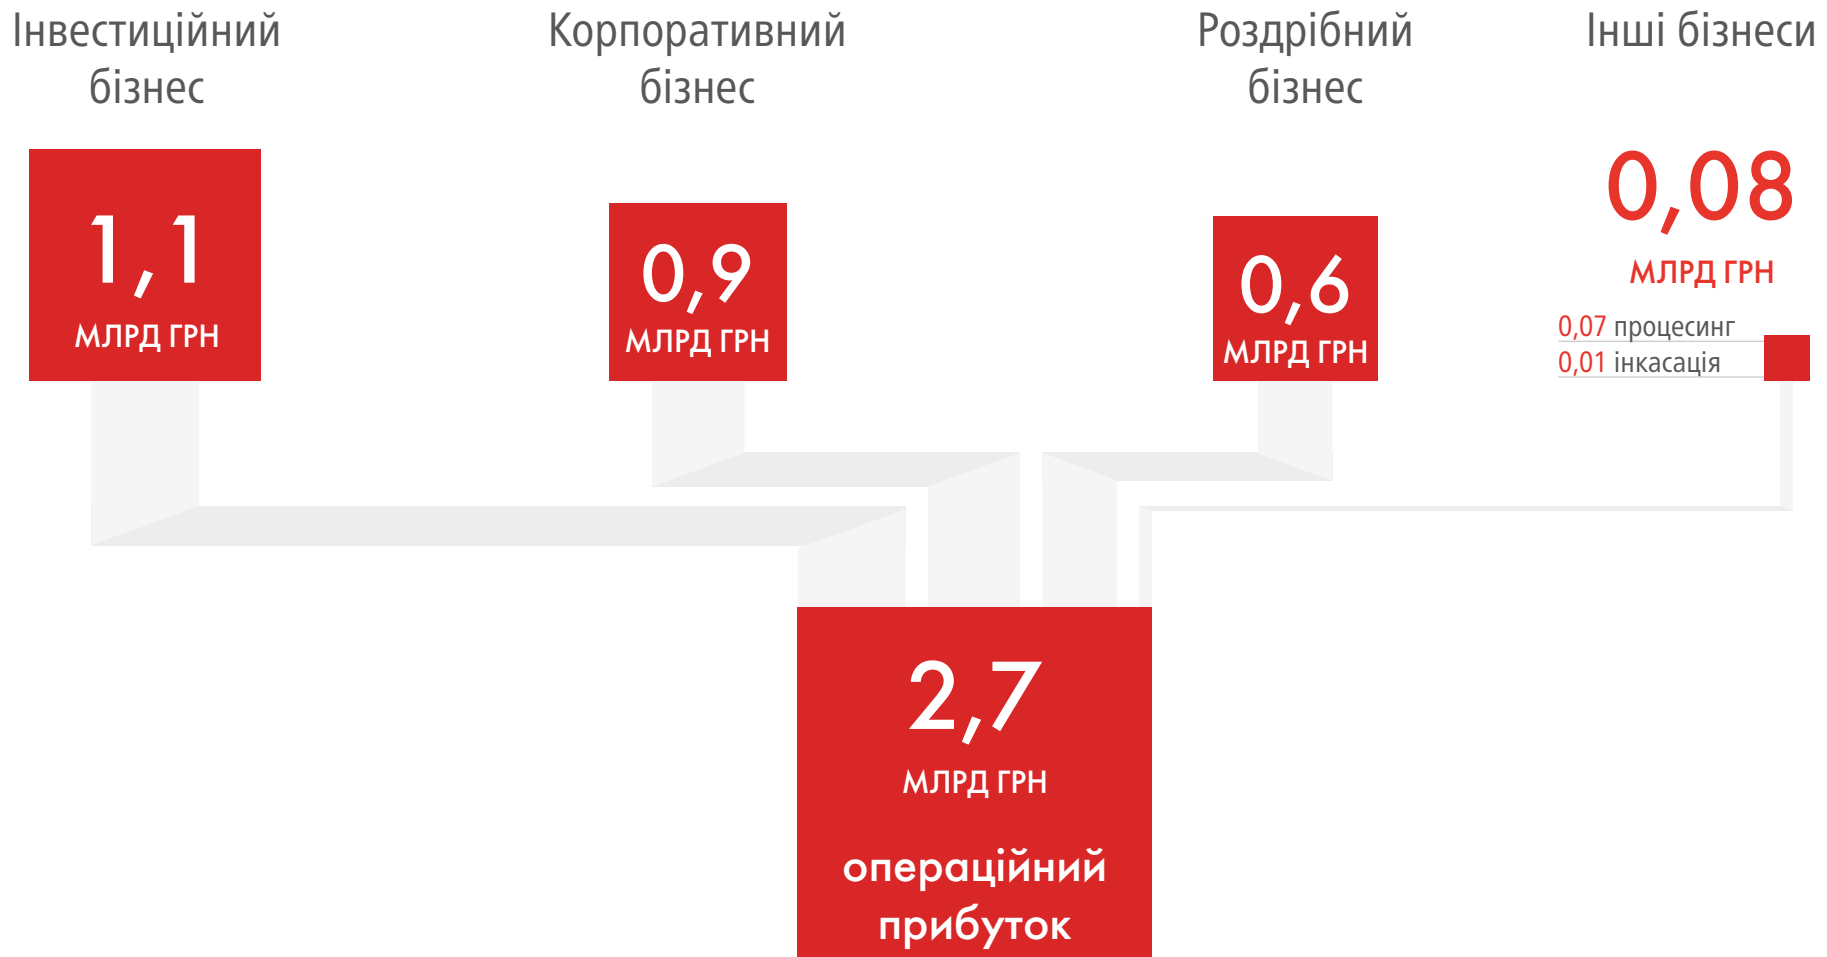 Інвестиційний
бізнес
1,1
МЛРД ГРН
Корпоративний
бізнес
0,9
МЛРД ГРН
Роздрібний
бізнес
0,6
МЛРД ГРН
Інші бізнеси
0,08
МЛРД ГРН
0,07 процесинг
0,01 інкасація
2,7
МЛРД ГРН
операційний
прибуток